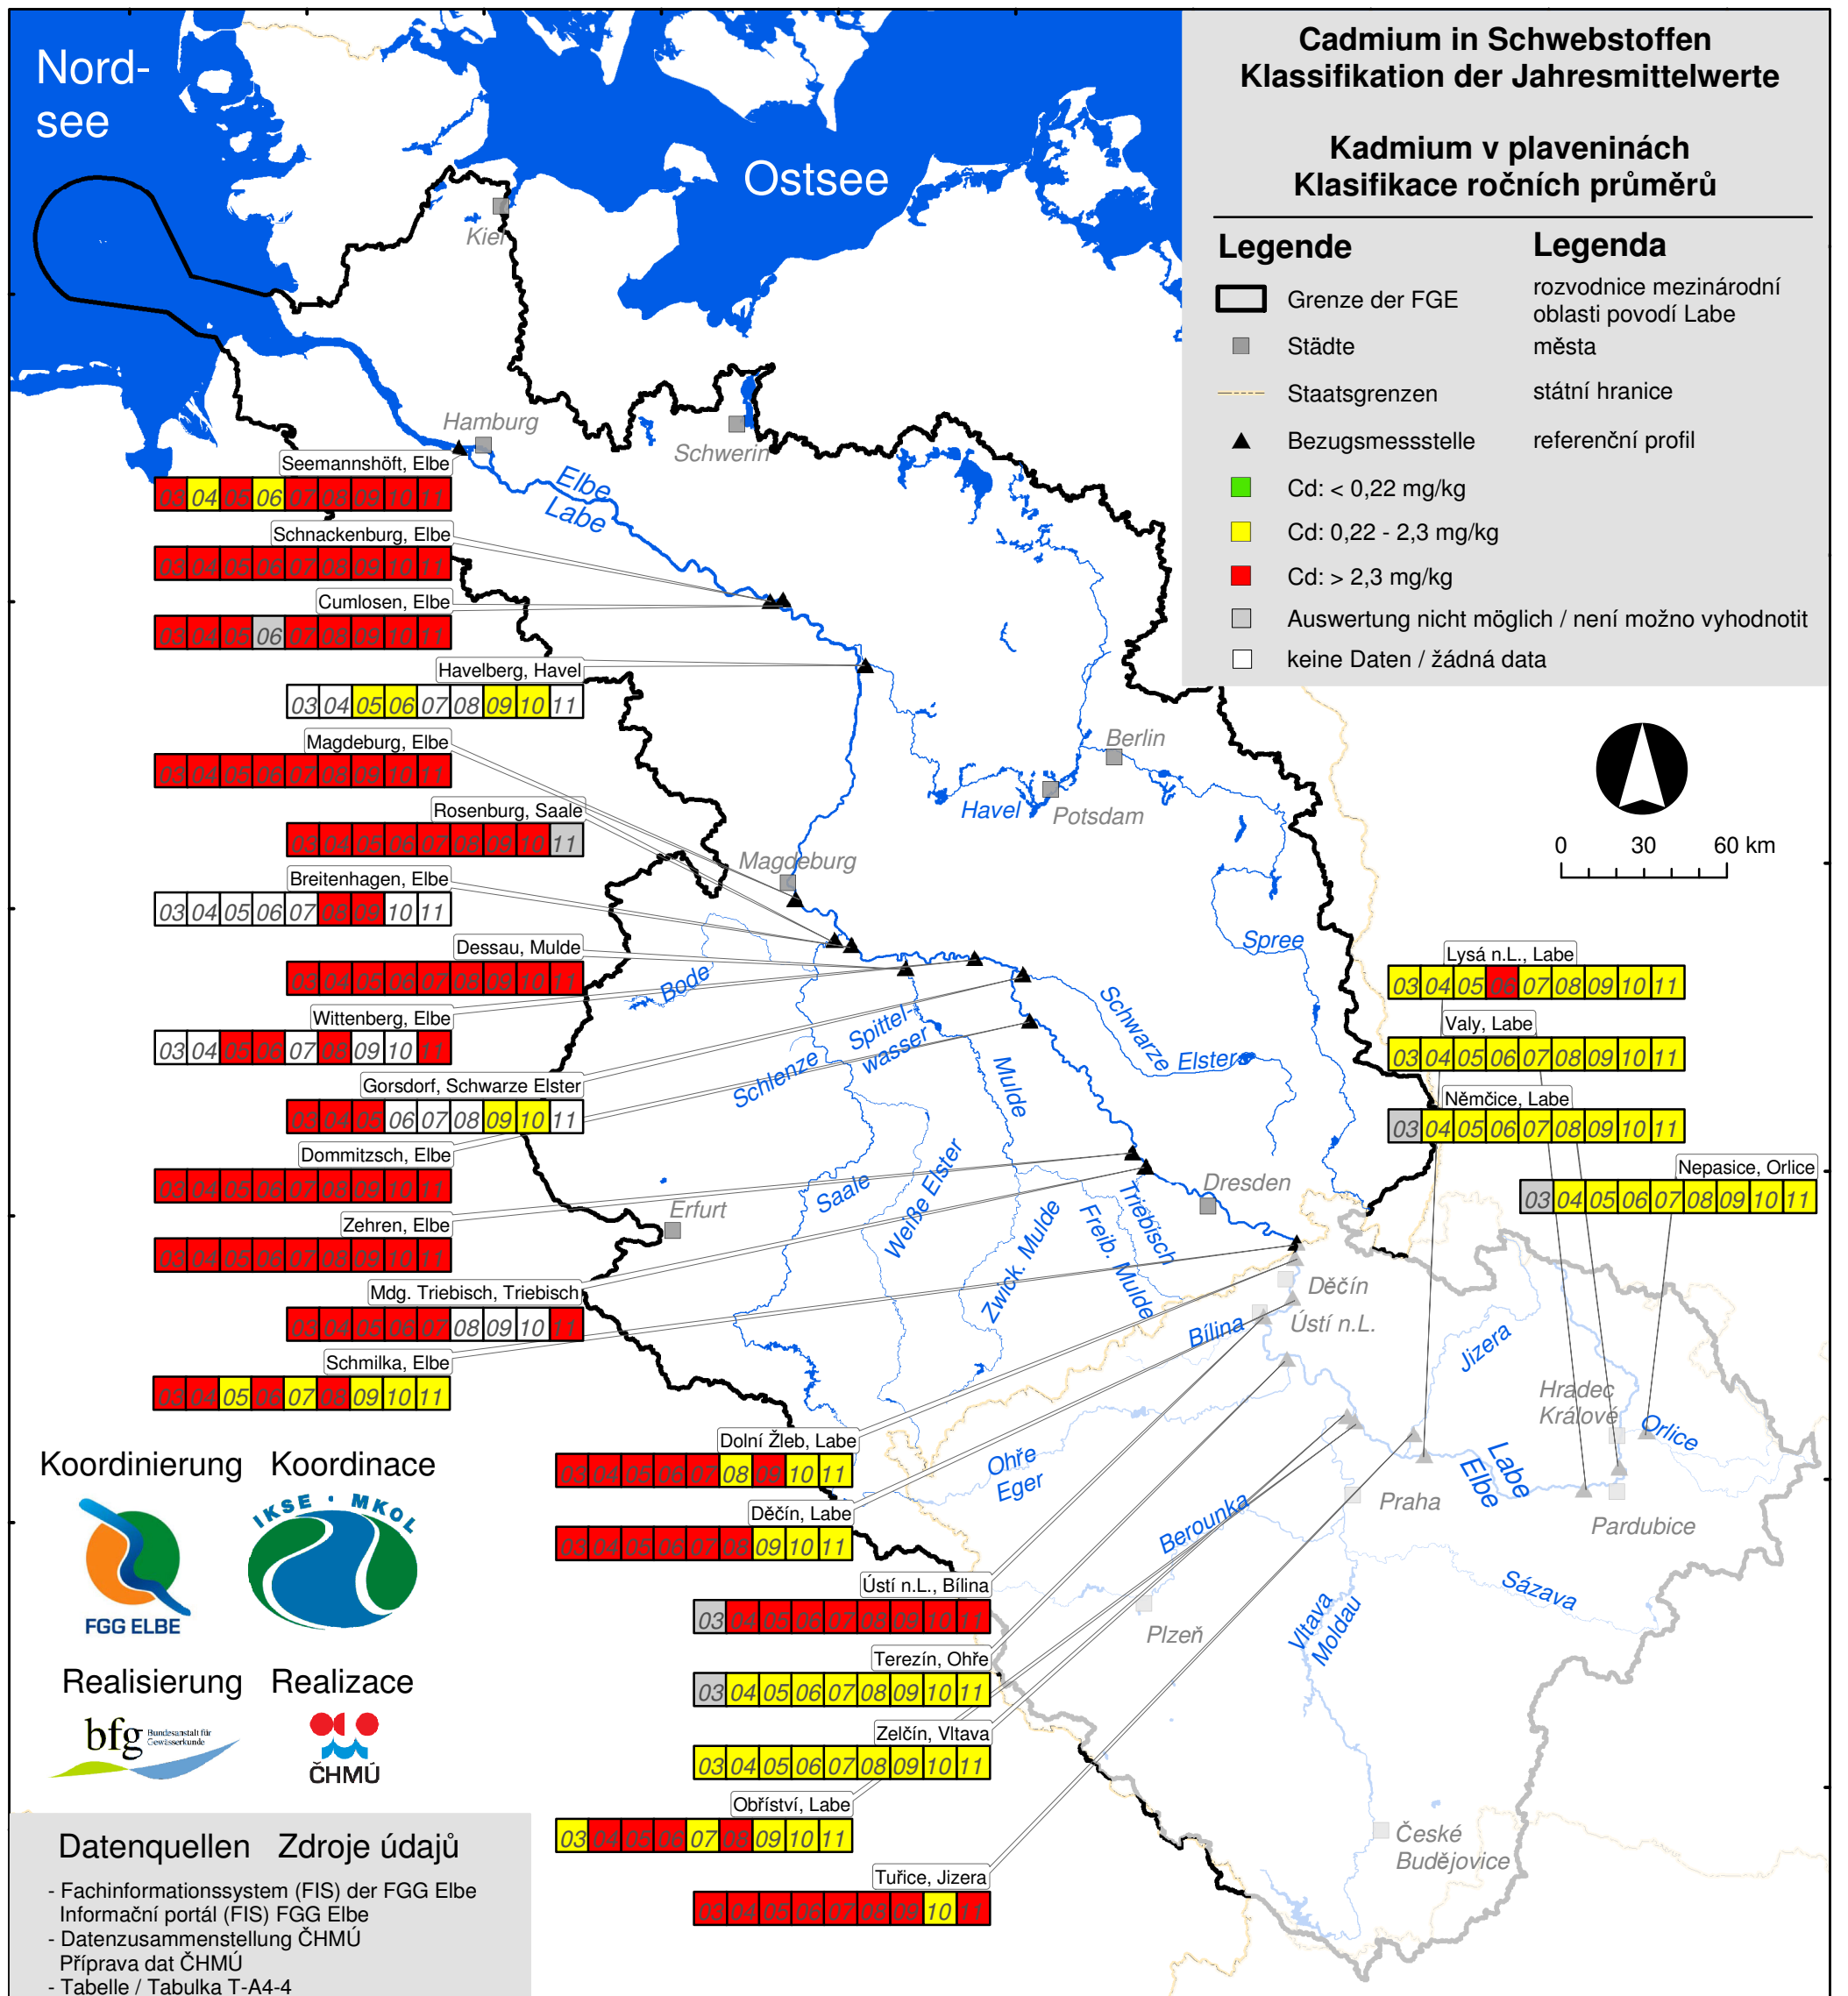 Nord-
see
Ostsee
Cadmium in Schwebstoffen
Klassifikation der Jahresmittelwerte
Kadmium v plaveninách
Klasifikace ročních průměrů
Legende Legenda
Grenze der FGE
rozvodnice mezinárodní
oblasti povodí Labe
Städte města
Staatsgrenzen státní hranice
Bezugsmessstelle referenční profil
Cd: < 0,22 mg/kg
Cd: 0,22 - 2,3 mg/kg
Cd: > 2,3 mg/kg
Auswertung nicht möglich / není možno vyhodnotit
keine Daten / žádná data
0 30 60 km
Kiel
Hamburg
Schwerin
Elbe
Labe
Berlin
Havel
Potsdam
Magdeburg
Spree
Bode
Schlenze
Spittel-
wasser
Mulde
Schwarze Elster
Saale
Weiße Elster
Zwick. Mulde
Freib. Mulde
Triebisch
Dresden
Erfurt
Děčín
Ústí n.L.
Bílina
Jizera
Hradec
Králové
Orlice
Labe
Elbe
Ohře
Eger
Praha
Pardubice
Berounka
Sázava
Vltava
Moldau
Plzeň
České
Budějovice
Seemannshöft, Elbe
03 04 05 06 07 08 09 10 11
Schnackenburg, Elbe
03 04 05 06 07 08 09 10 11
Cumlosen, Elbe
03 04 05 06 07 08 09 10 11
Havelberg, Havel
03 04 05 06 07 08 09 10 11
Magdeburg, Elbe
03 04 05 06 07 08 09 10 11
Rosenburg, Saale
03 04 05 06 07 08 09 10 11
Breitenhagen, Elbe
03 04 05 06 07 08 09 10 11
Dessau, Mulde
03 04 05 06 07 08 09 10 11
Wittenberg, Elbe
03 04 05 06 07 08 09 10 11
Gorsdorf, Schwarze Elster
03 04 05 06 07 08 09 10 11
Dommitzsch, Elbe
03 04 05 06 07 08 09 10 11
Zehren, Elbe
03 04 05 06 07 08 09 10 11
Mdg. Triebisch, Triebisch
03 04 05 06 07 08 09 10 11
Schmilka, Elbe
03 04 05 06 07 08 09 10 11
Lysá n.L., Labe
03 04 05 06 07 08 09 10 11
Valy, Labe
03 04 05 06 07 08 09 10 11
Němčice, Labe
03 04 05 06 07 08 09 10 11
Nepasice, Orlice
03 04 05 06 07 08 09 10 11
Dolní Žleb, Labe
03 04 05 06 07 08 09 10 11
Děčín, Labe
03 04 05 06 07 08 09 10 11
Ústí n.L., Bílina
03 04 05 06 07 08 09 10 11
Terezín, Ohře
03 04 05 06 07 08 09 10 11
Zelčín, Vltava
03 04 05 06 07 08 09 10 11
Obříství, Labe
03 04 05 06 07 08 09 10 11
Tuřice, Jizera
03 04 05 06 07 08 09 10 11
Koordinierung Koordinace
FGG ELBE
IKSE · MKOL
Realisierung Realizace
bfg Bundesanstalt für
Gewässerkunde
ČHMÚ
Datenquellen Zdroje údajů
- Fachinformationssystem (FIS) der FGG Elbe
Informační portál (FIS) FGG Elbe
- Datenzusammenstellung ČHMÚ
Příprava dat ČHMÚ
- Tabelle / Tabulka T-A4-4